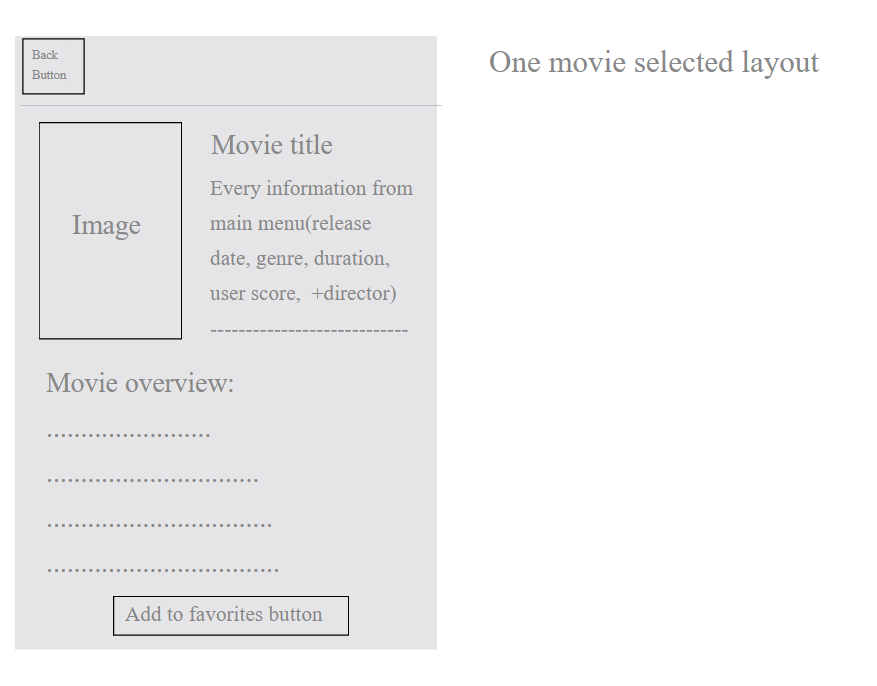 Back
Button
One movie selected layout
Image
Movie title
Every information from
main menu(release
date, genre, duration,
user score,  +director)
----------------------------
Movie overview:
........................
...............................
.................................
..................................
Add to favorites button